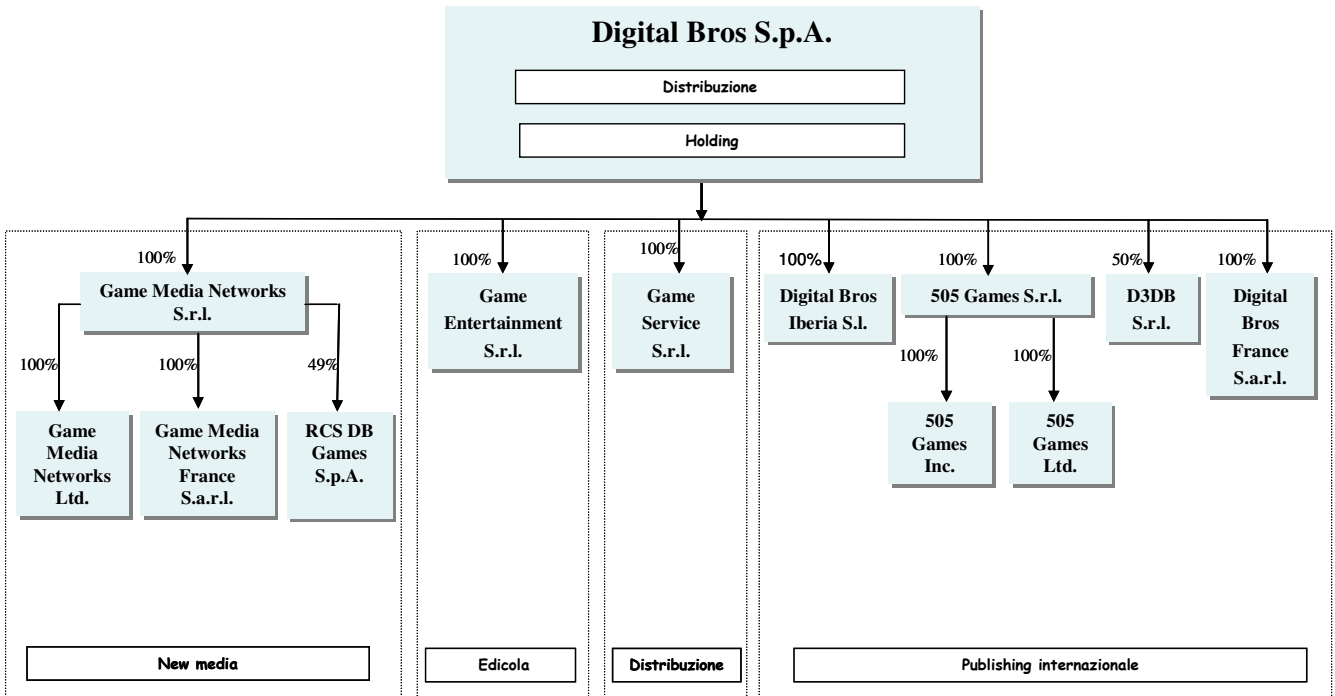 Digital Bros S.p.A.
Distribuzione
Holding
100%
Game Media Networks
S.r.l.
100%
100%
49%
Game
Media
Networks
Ltd.
Game Media
Networks
France
S.a.r.l.
RCS DB
Games
S.p.A.
New media
100%
Game
Entertainment
S.r.l.
Edicola
100%
Game
Service
S.r.l.
Distribuzione
100%
Digital Bros
Iberia S.l.
100%
505 Games S.r.l.
100%
100%
505
Games
Inc.
505
Games
Ltd.
50%
D3DB
S.r.l.
100%
Digital
Bros
France
S.a.r.l.
Publishing internazionale